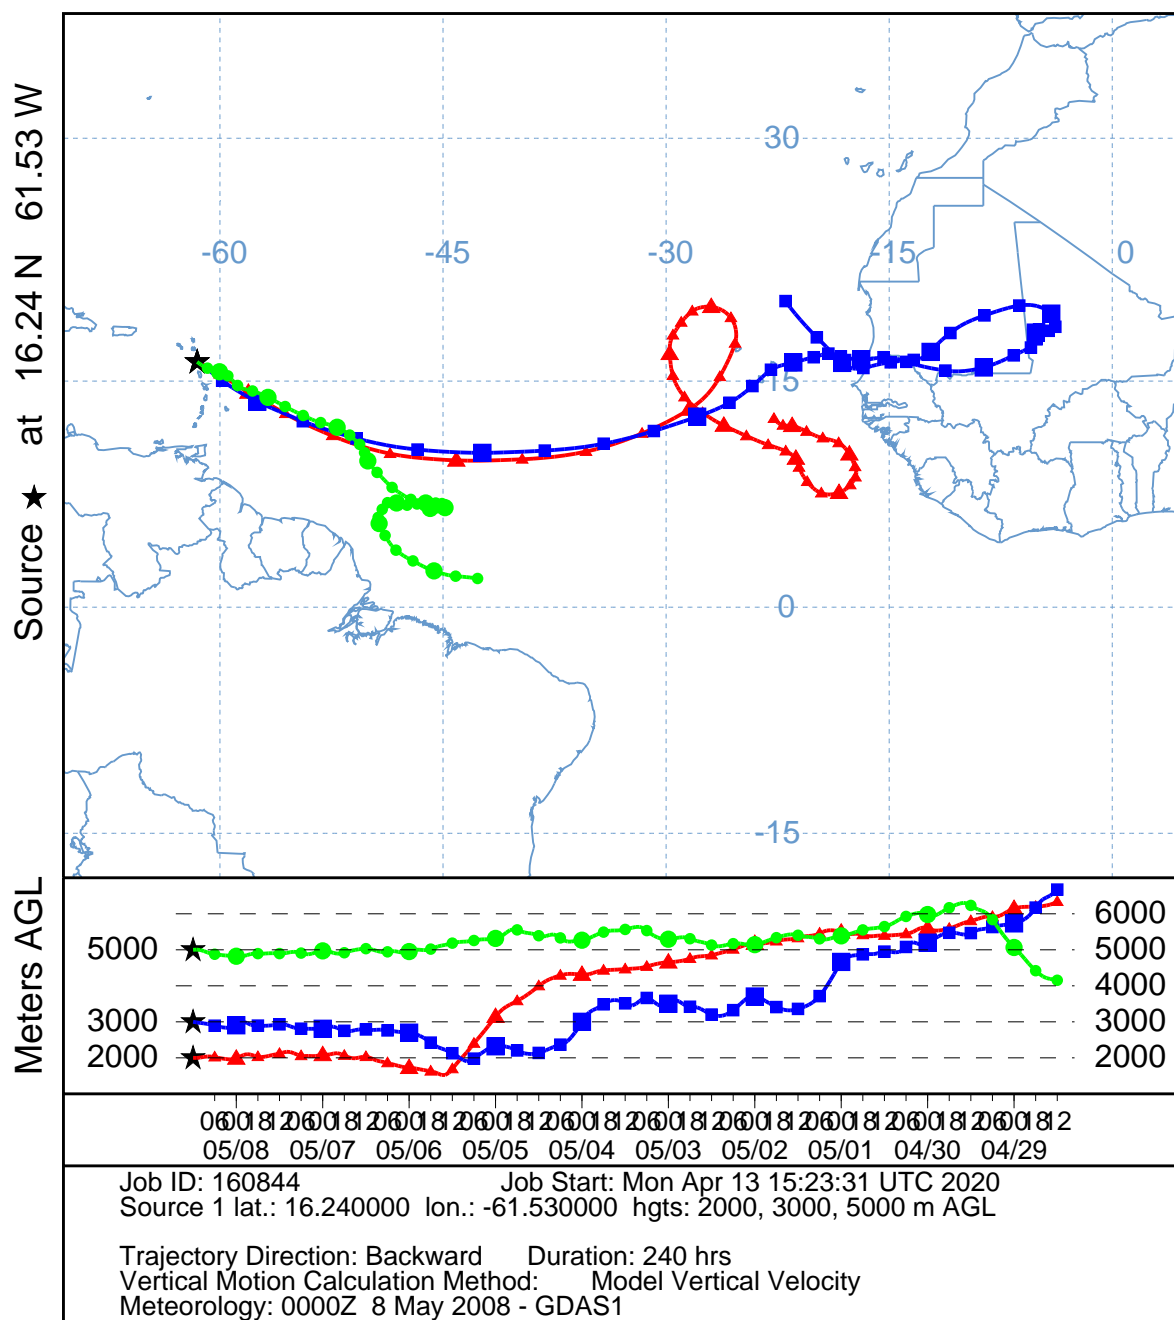 Source ★ at 16.24 N 61.53 W
30
-60 -45 -30 -15 0
15
0
-15
Meters AGL
6000
5000 5000
4000
3000 3000
2000 2000
06 00 18 12 06 00 18 12 06 00 18 12 06 00 18 12 06 00 18 12 06 00 18 12 06 00 18 12 06 00 18 12 06 00 18 12 06 00 18 12
05/08 05/07 05/06 05/05 05/04 05/03 05/02 05/01 04/30 04/29
Job ID: 160844 Job Start: Mon Apr 13 15:23:31 UTC 2020
Source 1 lat.: 16.240000 lon.: -61.530000 hgts: 2000, 3000, 5000 m AGL
Trajectory Direction: Backward Duration: 240 hrs
Vertical Motion Calculation Method: Model Vertical Velocity
Meteorology: 0000Z 8 May 2008 - GDAS1